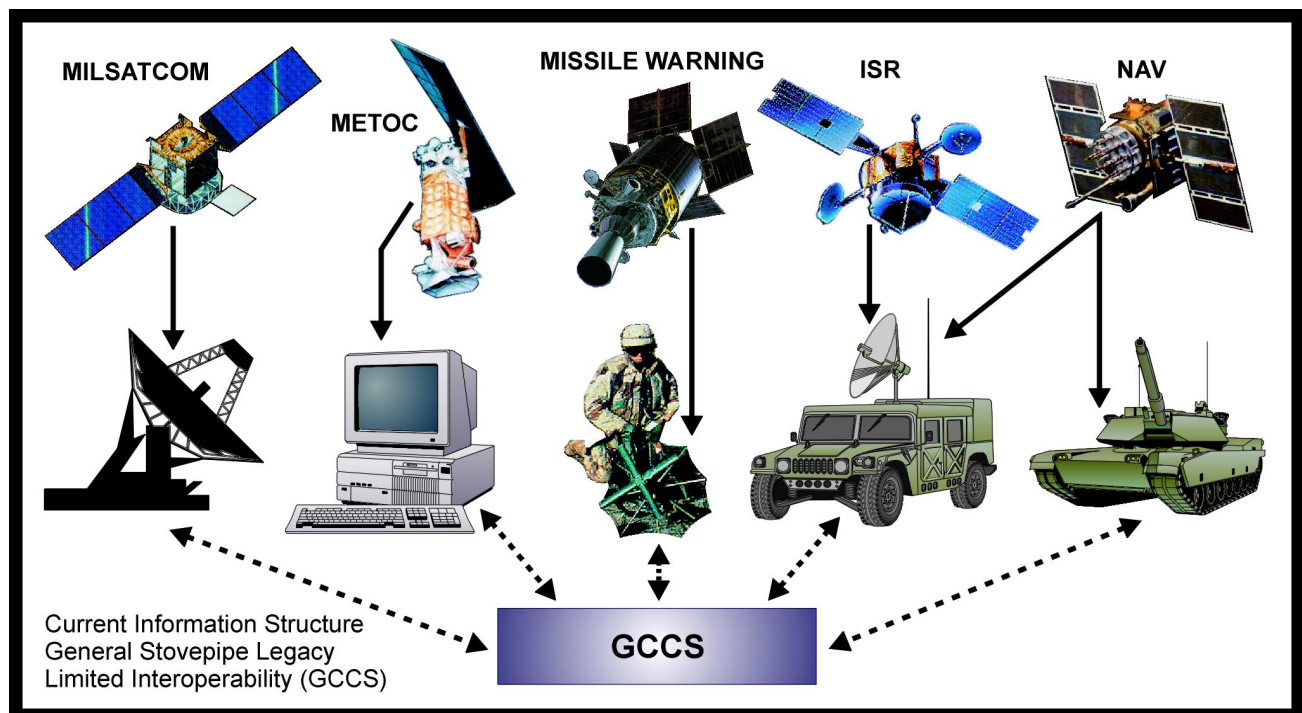 MILSATCOM
METOC
MISSILE WARNING
ISR
NAV
GCCS
Current Information Structure
General Stovepipe Legacy
Limited Interoperability (GCCS)